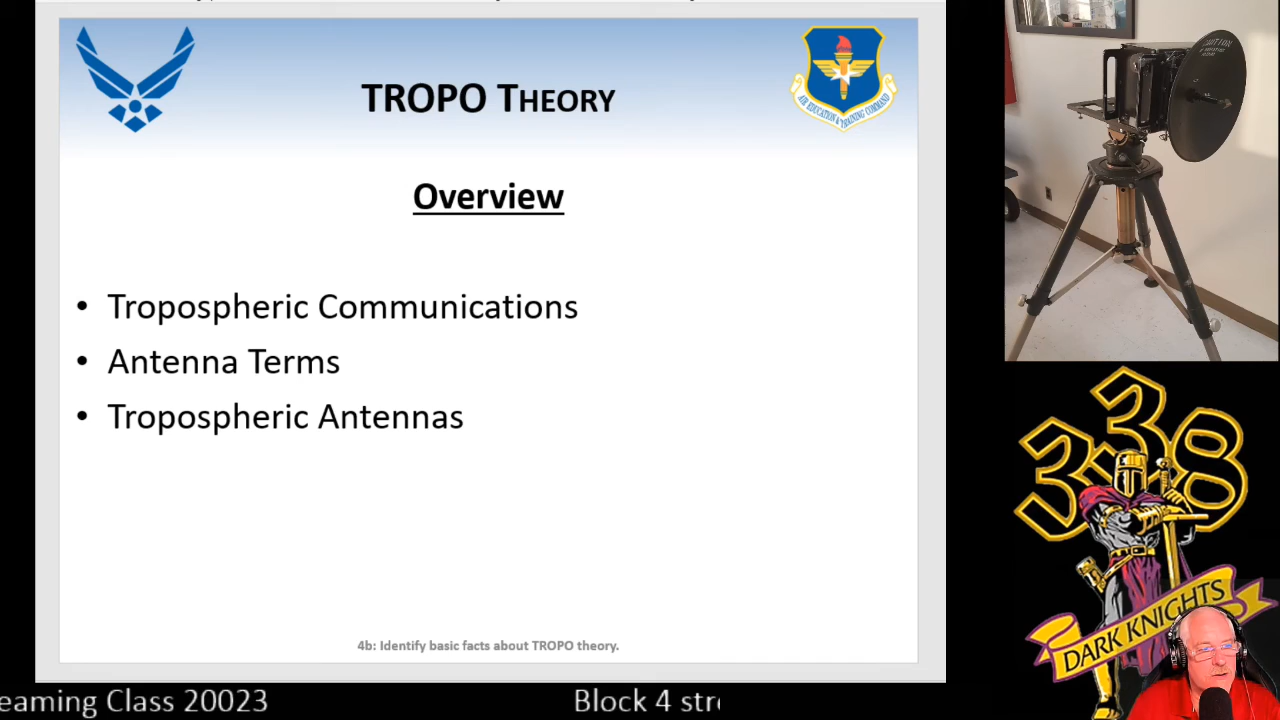 TROPO THEORY
AIR EDUCATION & TRAINING COMMAND
Overview
• Tropospheric Communications
• Antenna Terms
• Tropospheric Antennas
4b: Identify basic facts about TROPO theory.
338
DARK KNIGHTS
eaming Class 20023
Block 4 str